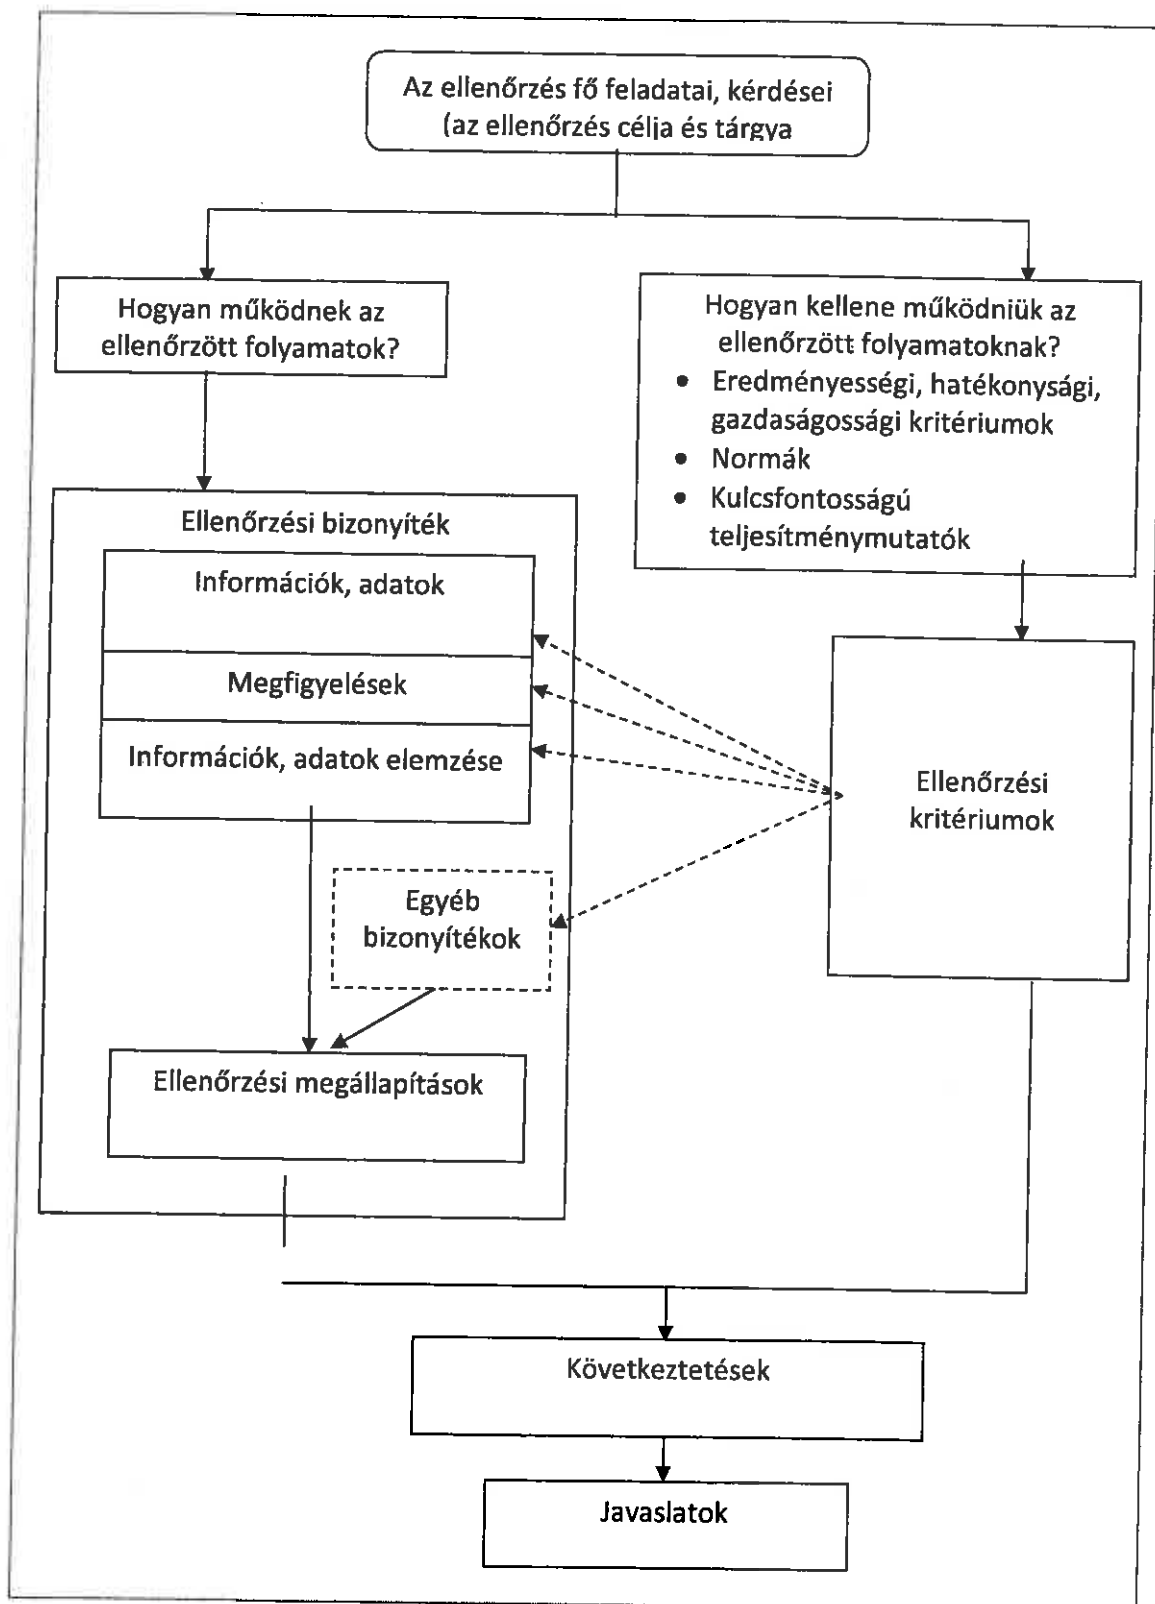 Az ellenőrzés fő feladatai, kérdései
(az ellenőrzés célja és tárgya
Hogyan működnek az
ellenőrzött folyamatok?
Hogyan kellene működniük az
ellenőrzött folyamatoknak?
• Eredményességi, hatékonysági,
gazdaságossági kritériumok
• Normák
• Kulcsfontosságú
teljesítménymutatók
Ellenőrzési bizonyíték
Információk, adatok
Megfigyelések
Információk, adatok elemzése
Egyéb
bizonyítékok
Ellenőrzési megállapítások
Ellenőrzési
kritériumok
Következtetések
Javaslatok